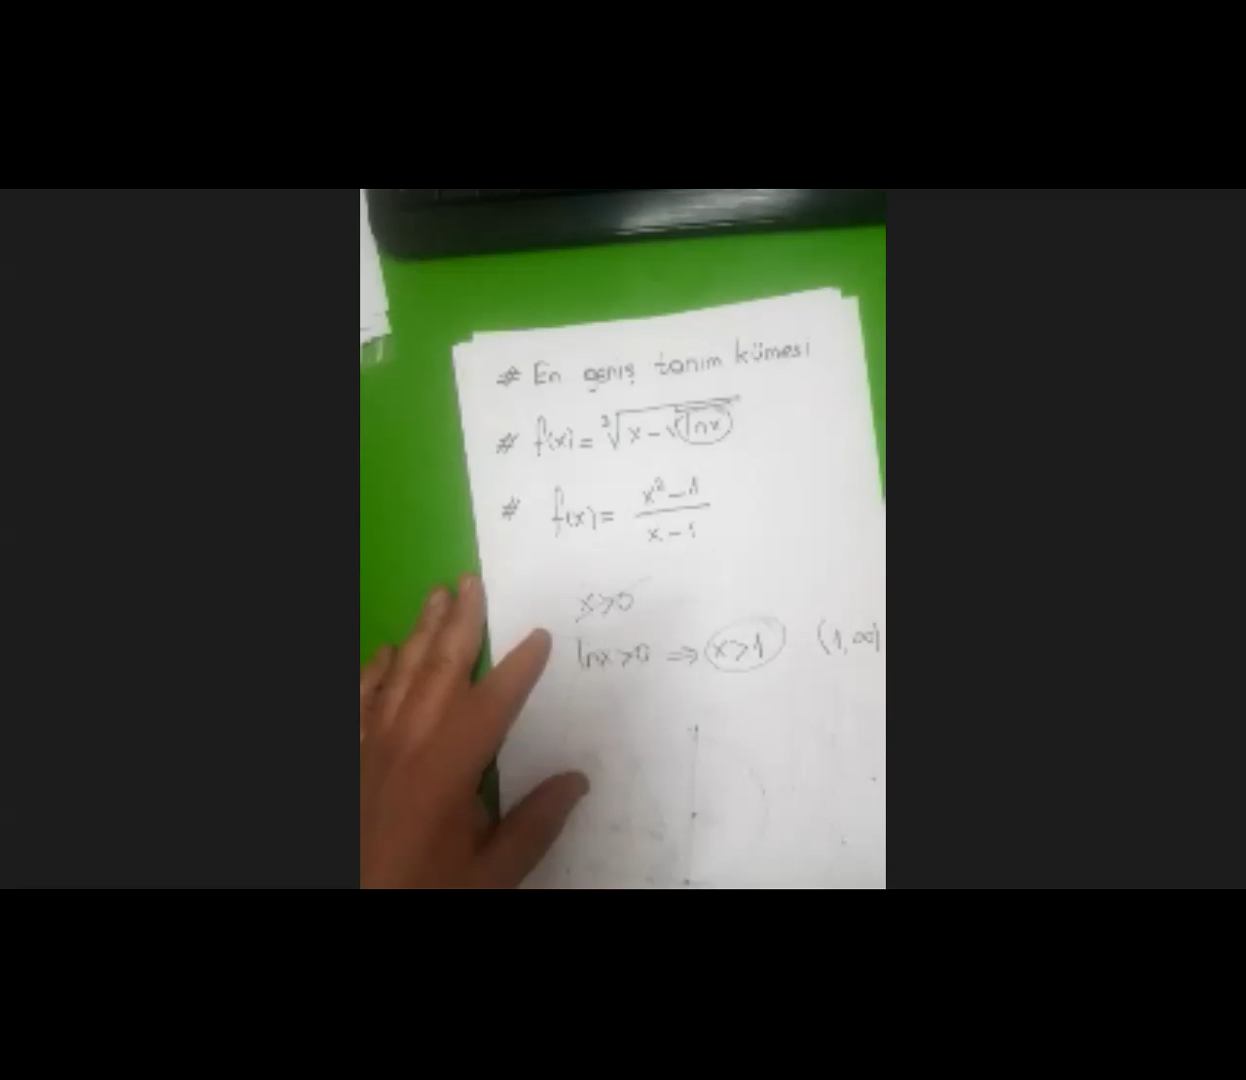 # En geniş tanım kümesi
# f(x) = ³√(x - √(lnx))
# f(x) = (x² - 1)/(x - 1)
x>0
lnx>0 ⇒ x>1 (1,∞)